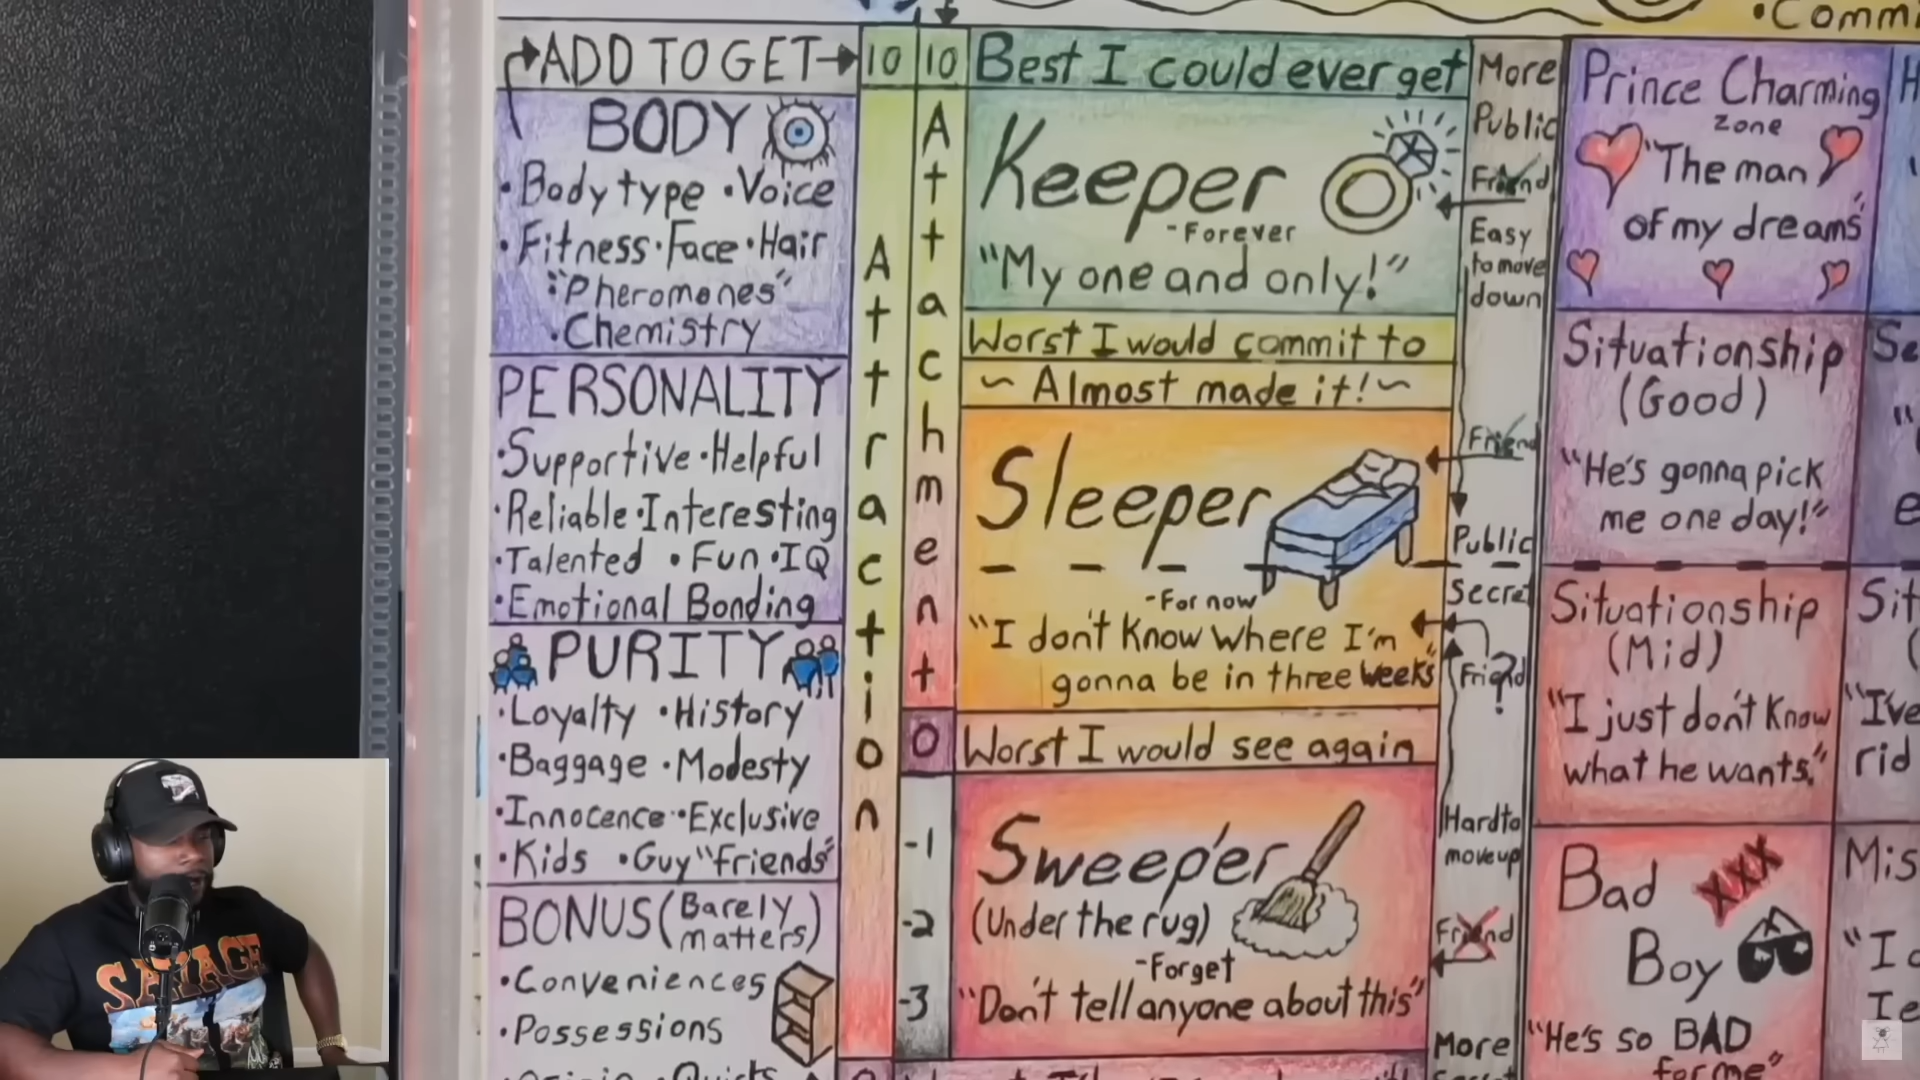 • Commi
ADD TO GET
BODY
• Body type • Voice
• Fitness • Face • Hair
• "Pheromones"
• Chemistry
PERSONALITY
• Supportive • Helpful
• Reliable • Interesting
• Talented • Fun • IQ
• Emotional Bonding
PURITY
• Loyalty • History
• Baggage • Modesty
• Innocence • Exclusive
• Kids • Guy "friends"
BONUS (Barely matters)
• Conveniences
• Possessions
10
Attraction
10
Attachment
0
-1
-2
-3
Best I could ever get
Keeper
-Forever
"My one and only!"
Worst I would commit to
~ Almost made it! ~
Sleeper
-For now
"I don't know where I'm
gonna be in three weeks"
Worst I would see again
Sweeper
(Under the rug)
-Forget
"Don't tell anyone about this"
More
Public
Friend
Easy
to move
down
Friend
Public
Secret
Friend
?
Hard to
move up
Friend
More
Prince Charming
zone
"The man
of my dreams"
Situationship
(Good)
"He's gonna pick
me one day!"
Situationship
(Mid)
"I just don't know
what he wants."
Bad
XXX
Boy
"He's so BAD
for me"
H
Se
"
e
Sit
(
"I've
rid
Mis
"I c
I e
SAVAGE